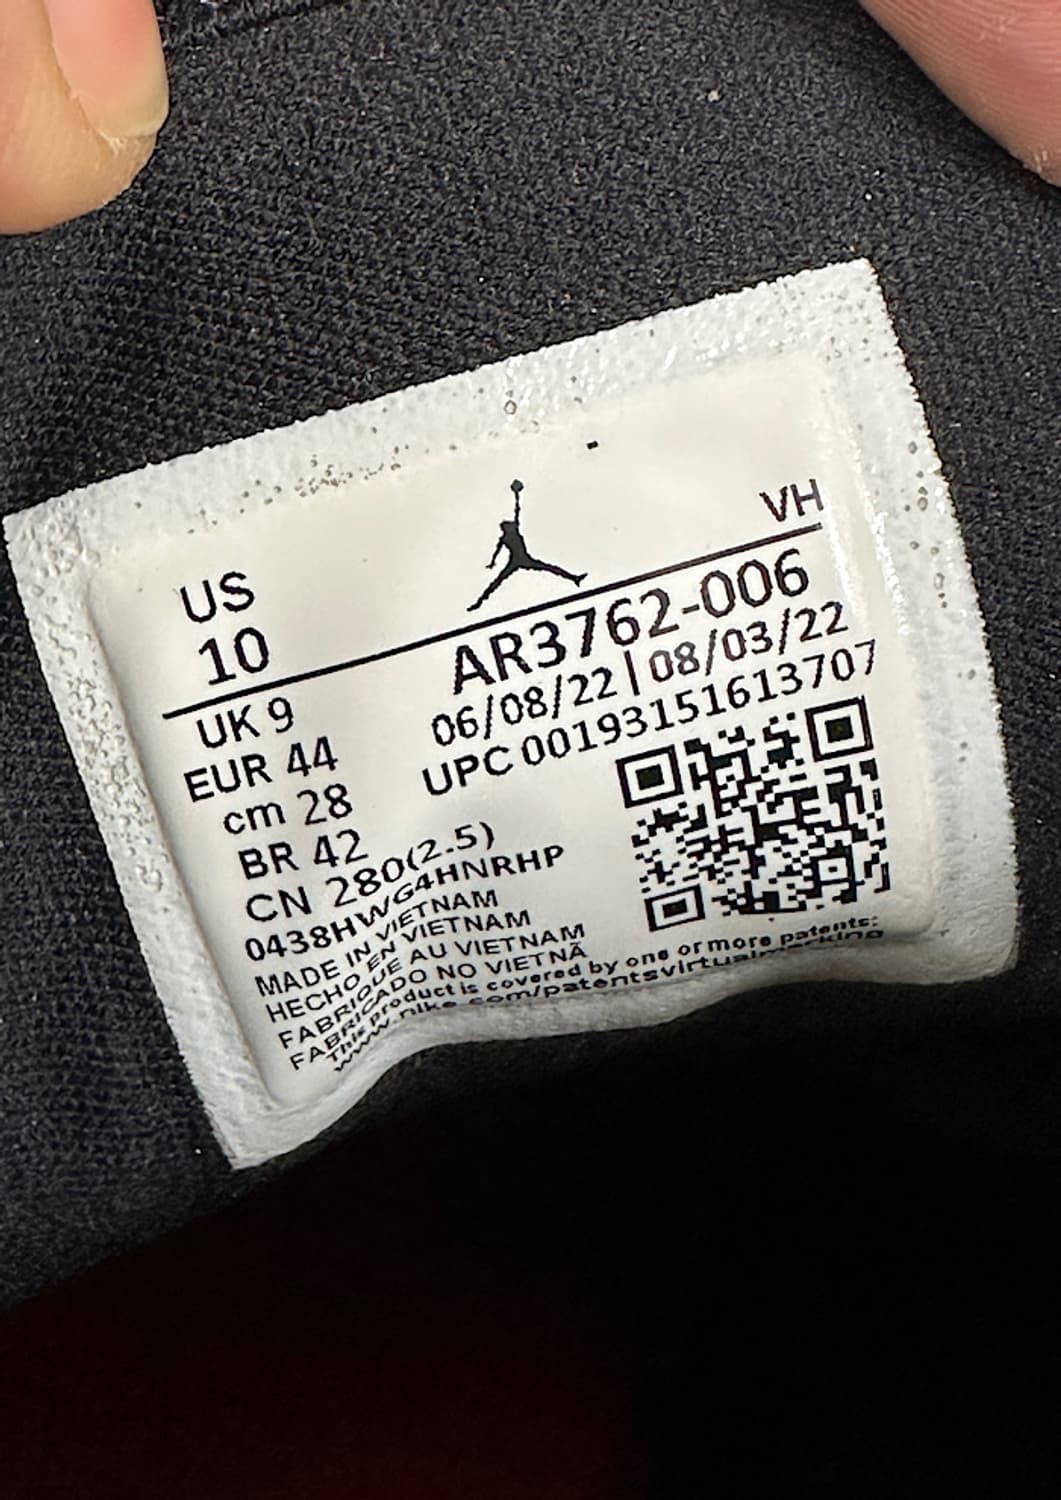 VH
US
10
AR3762-006
06/08/22 | 08/03/22
UPC 00193151613707
UK 9
EUR 44
cm 28
BR 42
CN 280(2.5)
0438HWG4HNRHP
MADE IN VIETNAM
HECHO EN VIETNAM
FABRIQUE AU VIETNAM
FABRICADO NO VIETNÃ
This product is covered by one or more patents:
www.nike.com/patentsvirtualmarking